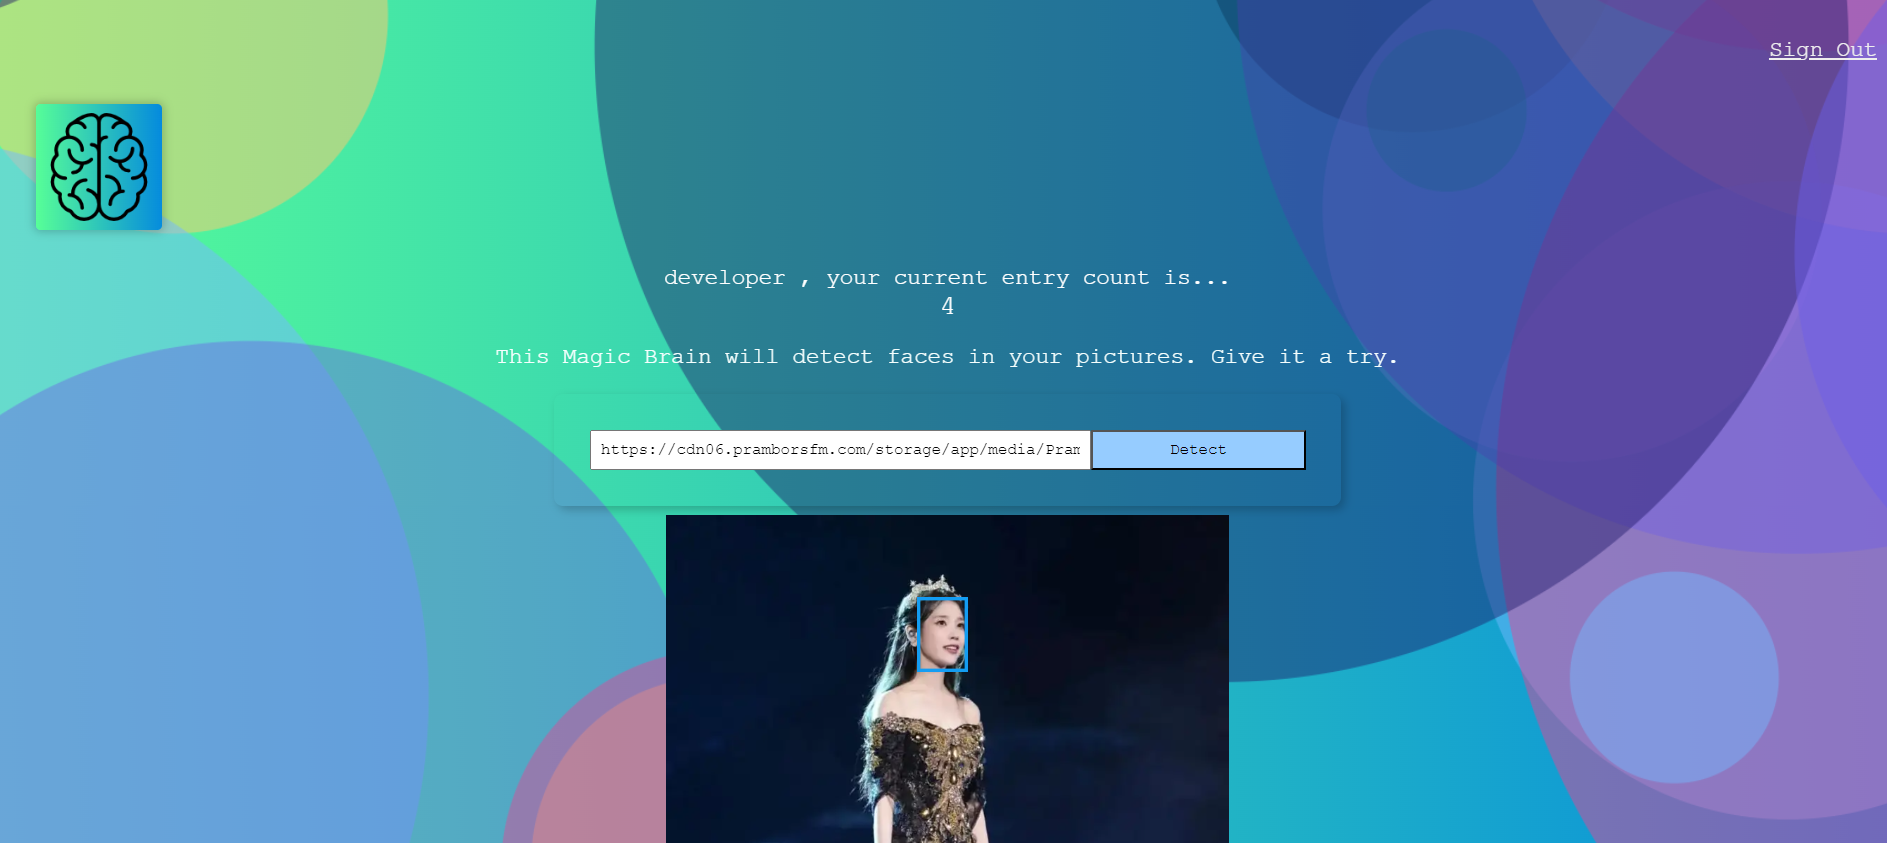 Sign Out
developer , your current entry count is...
4
This Magic Brain will detect faces in your pictures. Give it a try.
https://cdn06.pramborsfm.com/storage/app/media/Pram
Detect